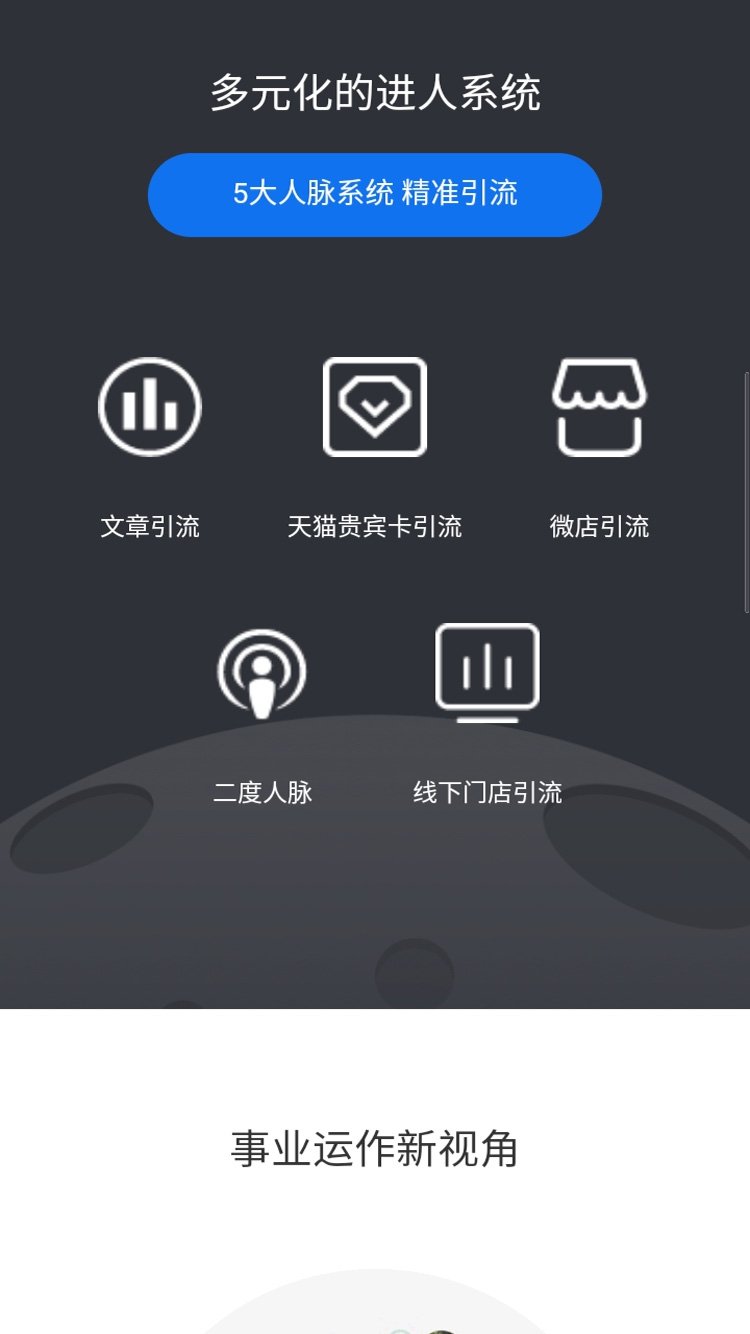 多元化的进人系统
5大人脉系统 精准引流
文章引流
天猫贵宾卡引流
微店引流
二度人脉
线下门店引流
事业运作新视角